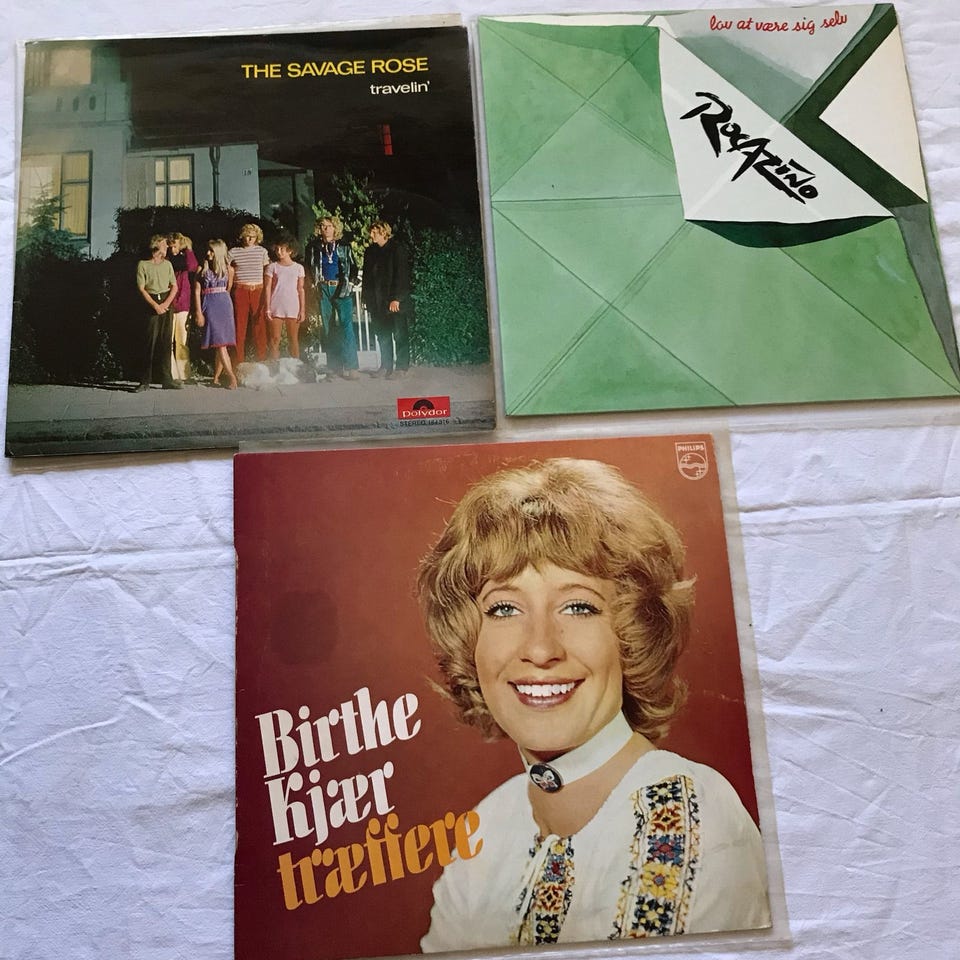 THE SAVAGE ROSE
travelin'
Polydor
lov at være sig selv
ROCAZINO
PHILIPS
Birthe
Kjær
træffere